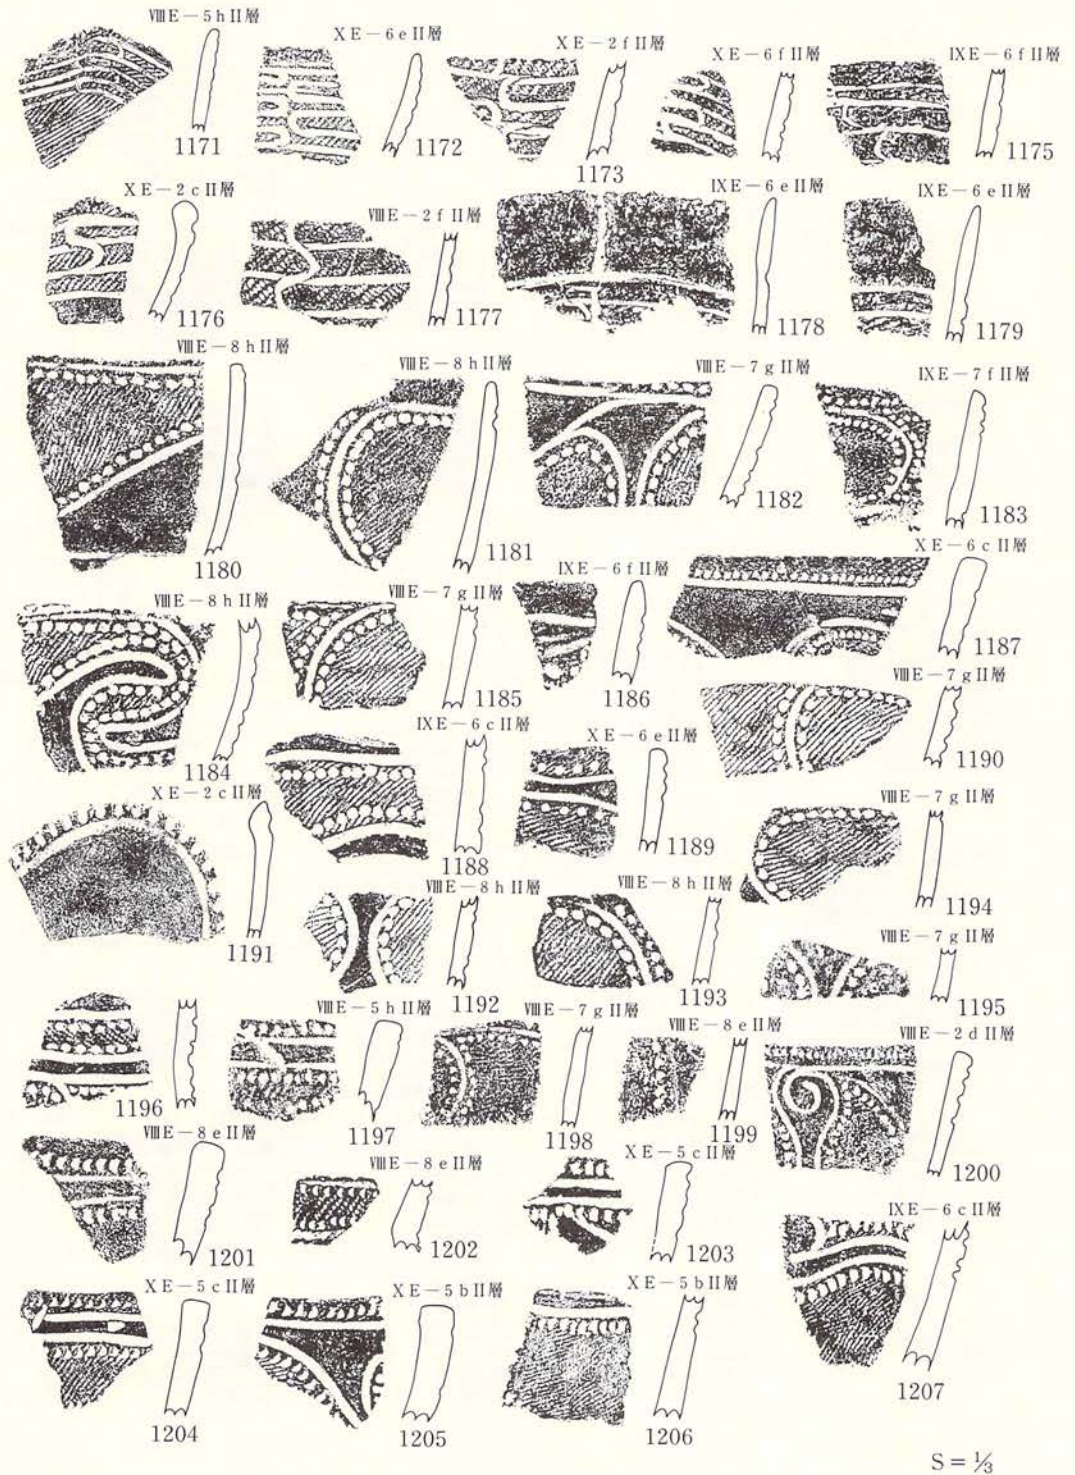 ⅧE－5hⅡ層
ⅩE－6eⅡ層
ⅩE－2fⅡ層
ⅩE－6fⅡ層
ⅨE－6fⅡ層
1171
1172
1173
1175
ⅩE－2cⅡ層
ⅧE－2fⅡ層
ⅨE－6eⅡ層
ⅨE－6eⅡ層
1176
1177
1178
1179
ⅧE－8hⅡ層
ⅧE－8hⅡ層
ⅧE－7gⅡ層
ⅨE－7fⅡ層
1180
1181
1182
1183
ⅧE－8hⅡ層
ⅧE－7gⅡ層
ⅨE－6fⅡ層
ⅩE－6cⅡ層
1184
1185
1186
1187
ⅨE－6cⅡ層
ⅩE－6eⅡ層
ⅧE－7gⅡ層
1188
1189
1190
ⅩE－2cⅡ層
ⅧE－8hⅡ層
ⅧE－8hⅡ層
ⅧE－7gⅡ層
1191
1192
1193
1194
ⅧE－7gⅡ層
1195
1196
ⅧE－5hⅡ層
1197
ⅧE－7gⅡ層
1198
ⅧE－8eⅡ層
1199
ⅧE－2dⅡ層
1200
ⅧE－8eⅡ層
1201
ⅧE－8eⅡ層
1202
ⅩE－5cⅡ層
1203
ⅨE－6cⅡ層
1207
ⅩE－5cⅡ層
1204
ⅩE－5bⅡ層
1205
ⅩE－5bⅡ層
1206
S＝⅓